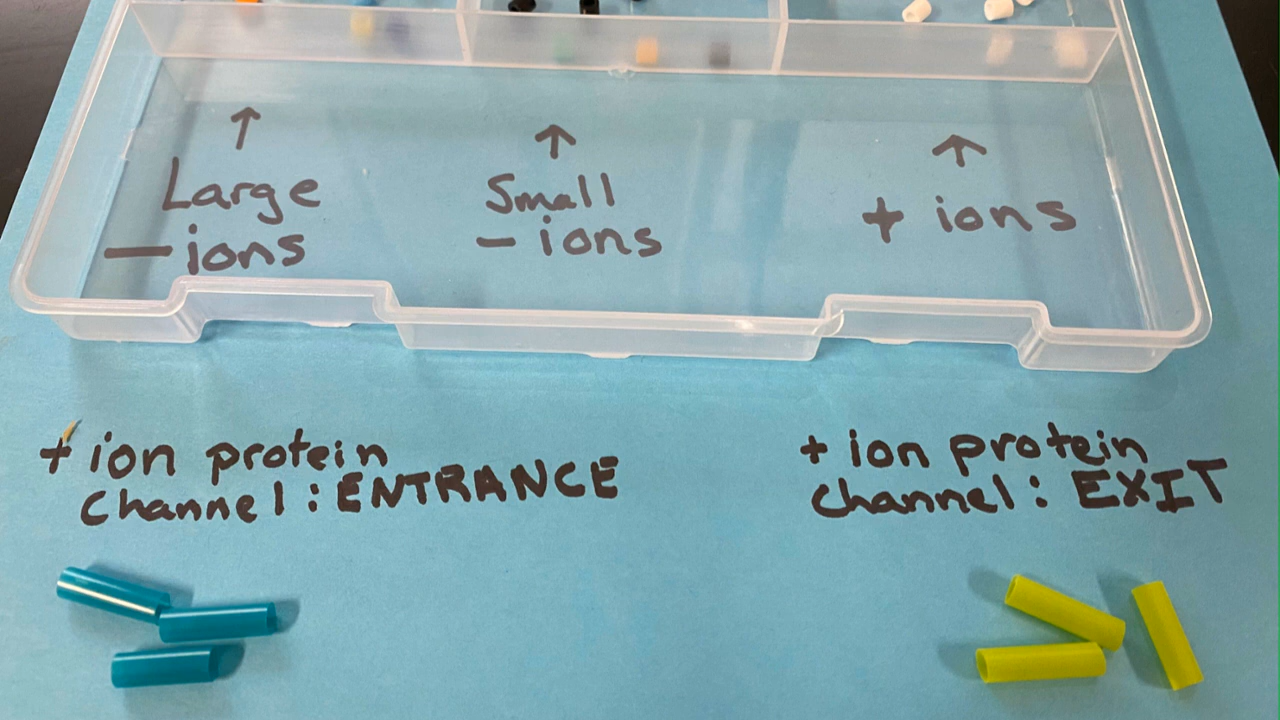 ↑ ↑ ↑
Large
— ions
Small
- ions
+ ions
+ ion protein
channel: ENTRANCE
+ ion protein
channel: EXIT